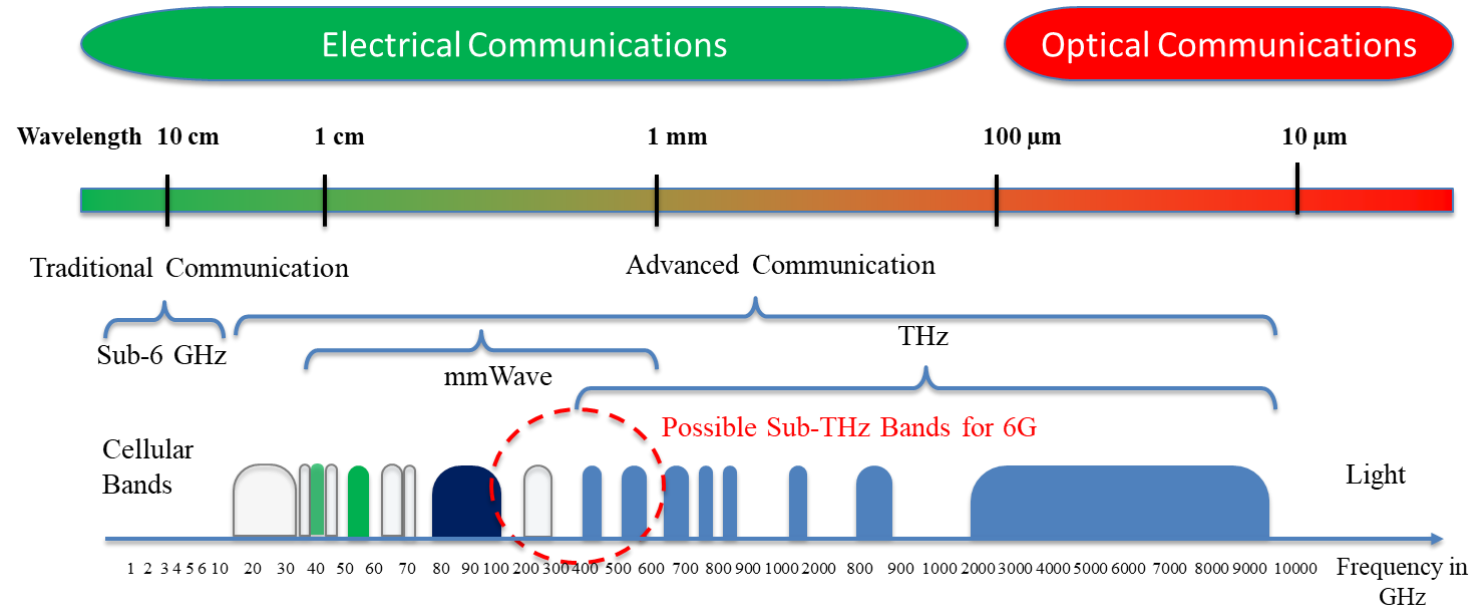 Electrical Communications
Optical Communications
Wavelength 10 cm 1 cm 1 mm 100 µm 10 µm
Traditional Communication
Advanced Communication
Sub-6 GHz
THz
mmWave
Possible Sub-THz Bands for 6G
Cellular
Bands
Light
1 2 3 4 5 6 10 20 30 40 50 60 70 80 90 100 200 300 400 500 600 700 800 900 1000 2000 800 900 1000 2000 3000 4000 5000 6000 7000 8000 9000 10000
Frequency in
GHz